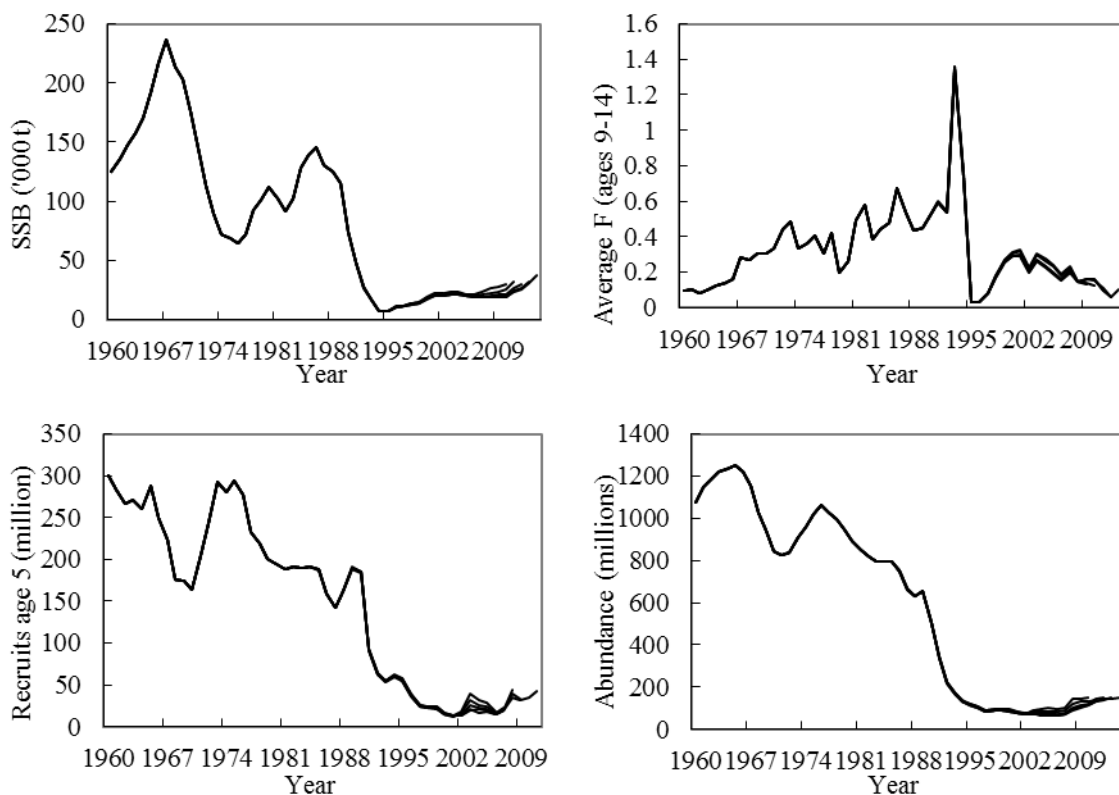 SSB ('000t)
250
200
150
100
50
0
1960 1967 1974 1981 1988 1995 2002 2009
Year
Average F (ages 9-14)
1.6
1.4
1.2
1
0.8
0.6
0.4
0.2
0
1960 1967 1974 1981 1988 1995 2002 2009
Year
Recruits age 5 (million)
350
300
250
200
150
100
50
0
1960 1967 1974 1981 1988 1995 2002 2009
Year
Abundance (millions)
1400
1200
1000
800
600
400
200
0
1960 1967 1974 1981 1988 1995 2002 2009
Year